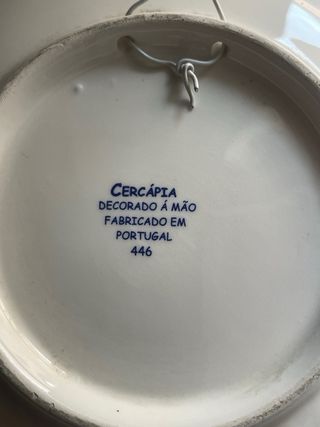 CERCÁPIA
DECORADO Á MÃO
FABRICADO EM
PORTUGAL
446